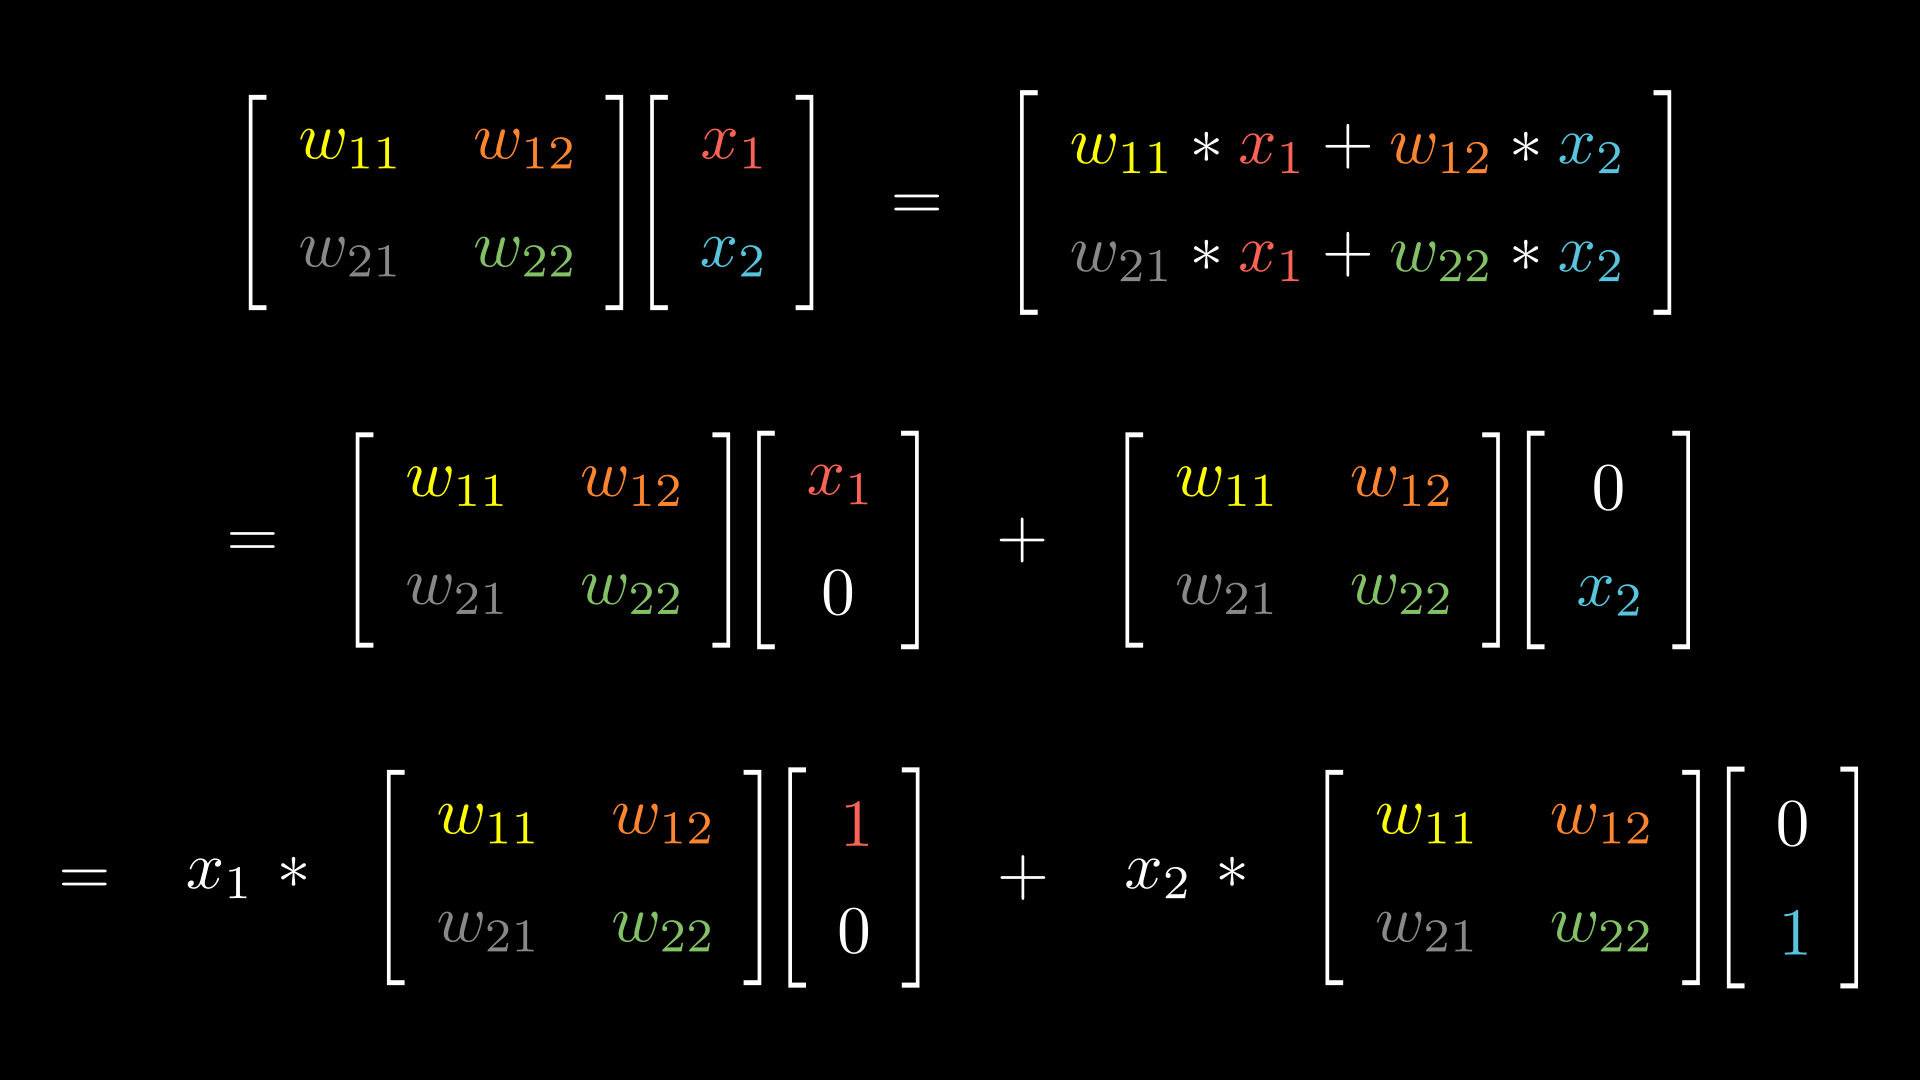 [ w₁₁ w₁₂ ; w₂₁ w₂₂ ] [ x₁ ; x₂ ] = [ w₁₁ * x₁ + w₁₂ * x₂ ; w₂₁ * x₁ + w₂₂ * x₂ ]
= [ w₁₁ w₁₂ ; w₂₁ w₂₂ ] [ x₁ ; 0 ] + [ w₁₁ w₁₂ ; w₂₁ w₂₂ ] [ 0 ; x₂ ]
= x₁ * [ w₁₁ w₁₂ ; w₂₁ w₂₂ ] [ 1 ; 0 ] + x₂ * [ w₁₁ w₁₂ ; w₂₁ w₂₂ ] [ 0 ; 1 ]